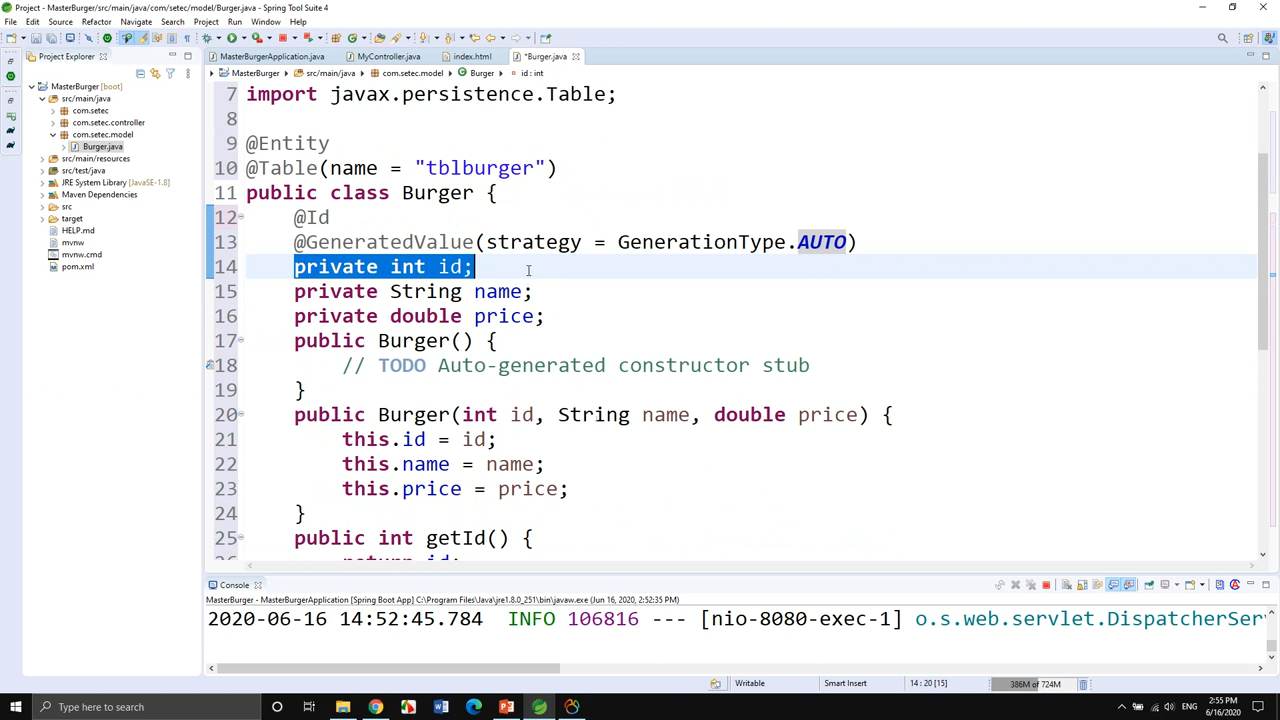 Project - MasterBurger/src/main/java/com/setec/model/Burger.java - Spring Tool Suite 4
File Edit Source Refactor Navigate Search Project Run Window Help
Project Explorer
MasterBurgerApplication.java MyController.java index.html *Burger.java
MasterBurger src/main/java com.setec.model Burger id : int
MasterBurger [boot]
src/main/java
com.setec
com.setec.controller
com.setec.model
Burger.java
src/main/resources
src/test/java
JRE System Library [JavaSE-1.8]
Maven Dependencies
src
target
HELP.md
mvnw
mvnw.cmd
pom.xml
7 import javax.persistence.Table;
8
9 @Entity
10 @Table(name = "tblburger")
11 public class Burger {
12 @Id
13 @GeneratedValue(strategy = GenerationType.AUTO)
14 private int id;
15 private String name;
16 private double price;
17 public Burger() {
18 // TODO Auto-generated constructor stub
19 }
20 public Burger(int id, String name, double price) {
21 this.id = id;
22 this.name = name;
23 this.price = price;
24 }
25 public int getId() {
26 return id;
Console
MasterBurger - MasterBurgerApplication [Spring Boot App] C:\Program Files\Java\jre1.8.0_251\bin\javaw.exe (Jun 16, 2020, 2:52:35 PM)
2020-06-16 14:52:45.784 INFO 106816 --- [nio-8080-exec-1] o.s.web.servlet.DispatcherServ
Writable Smart Insert 14 : 20 [15] 386M of 724M
Type here to search
2:55 PM
6/16/2020